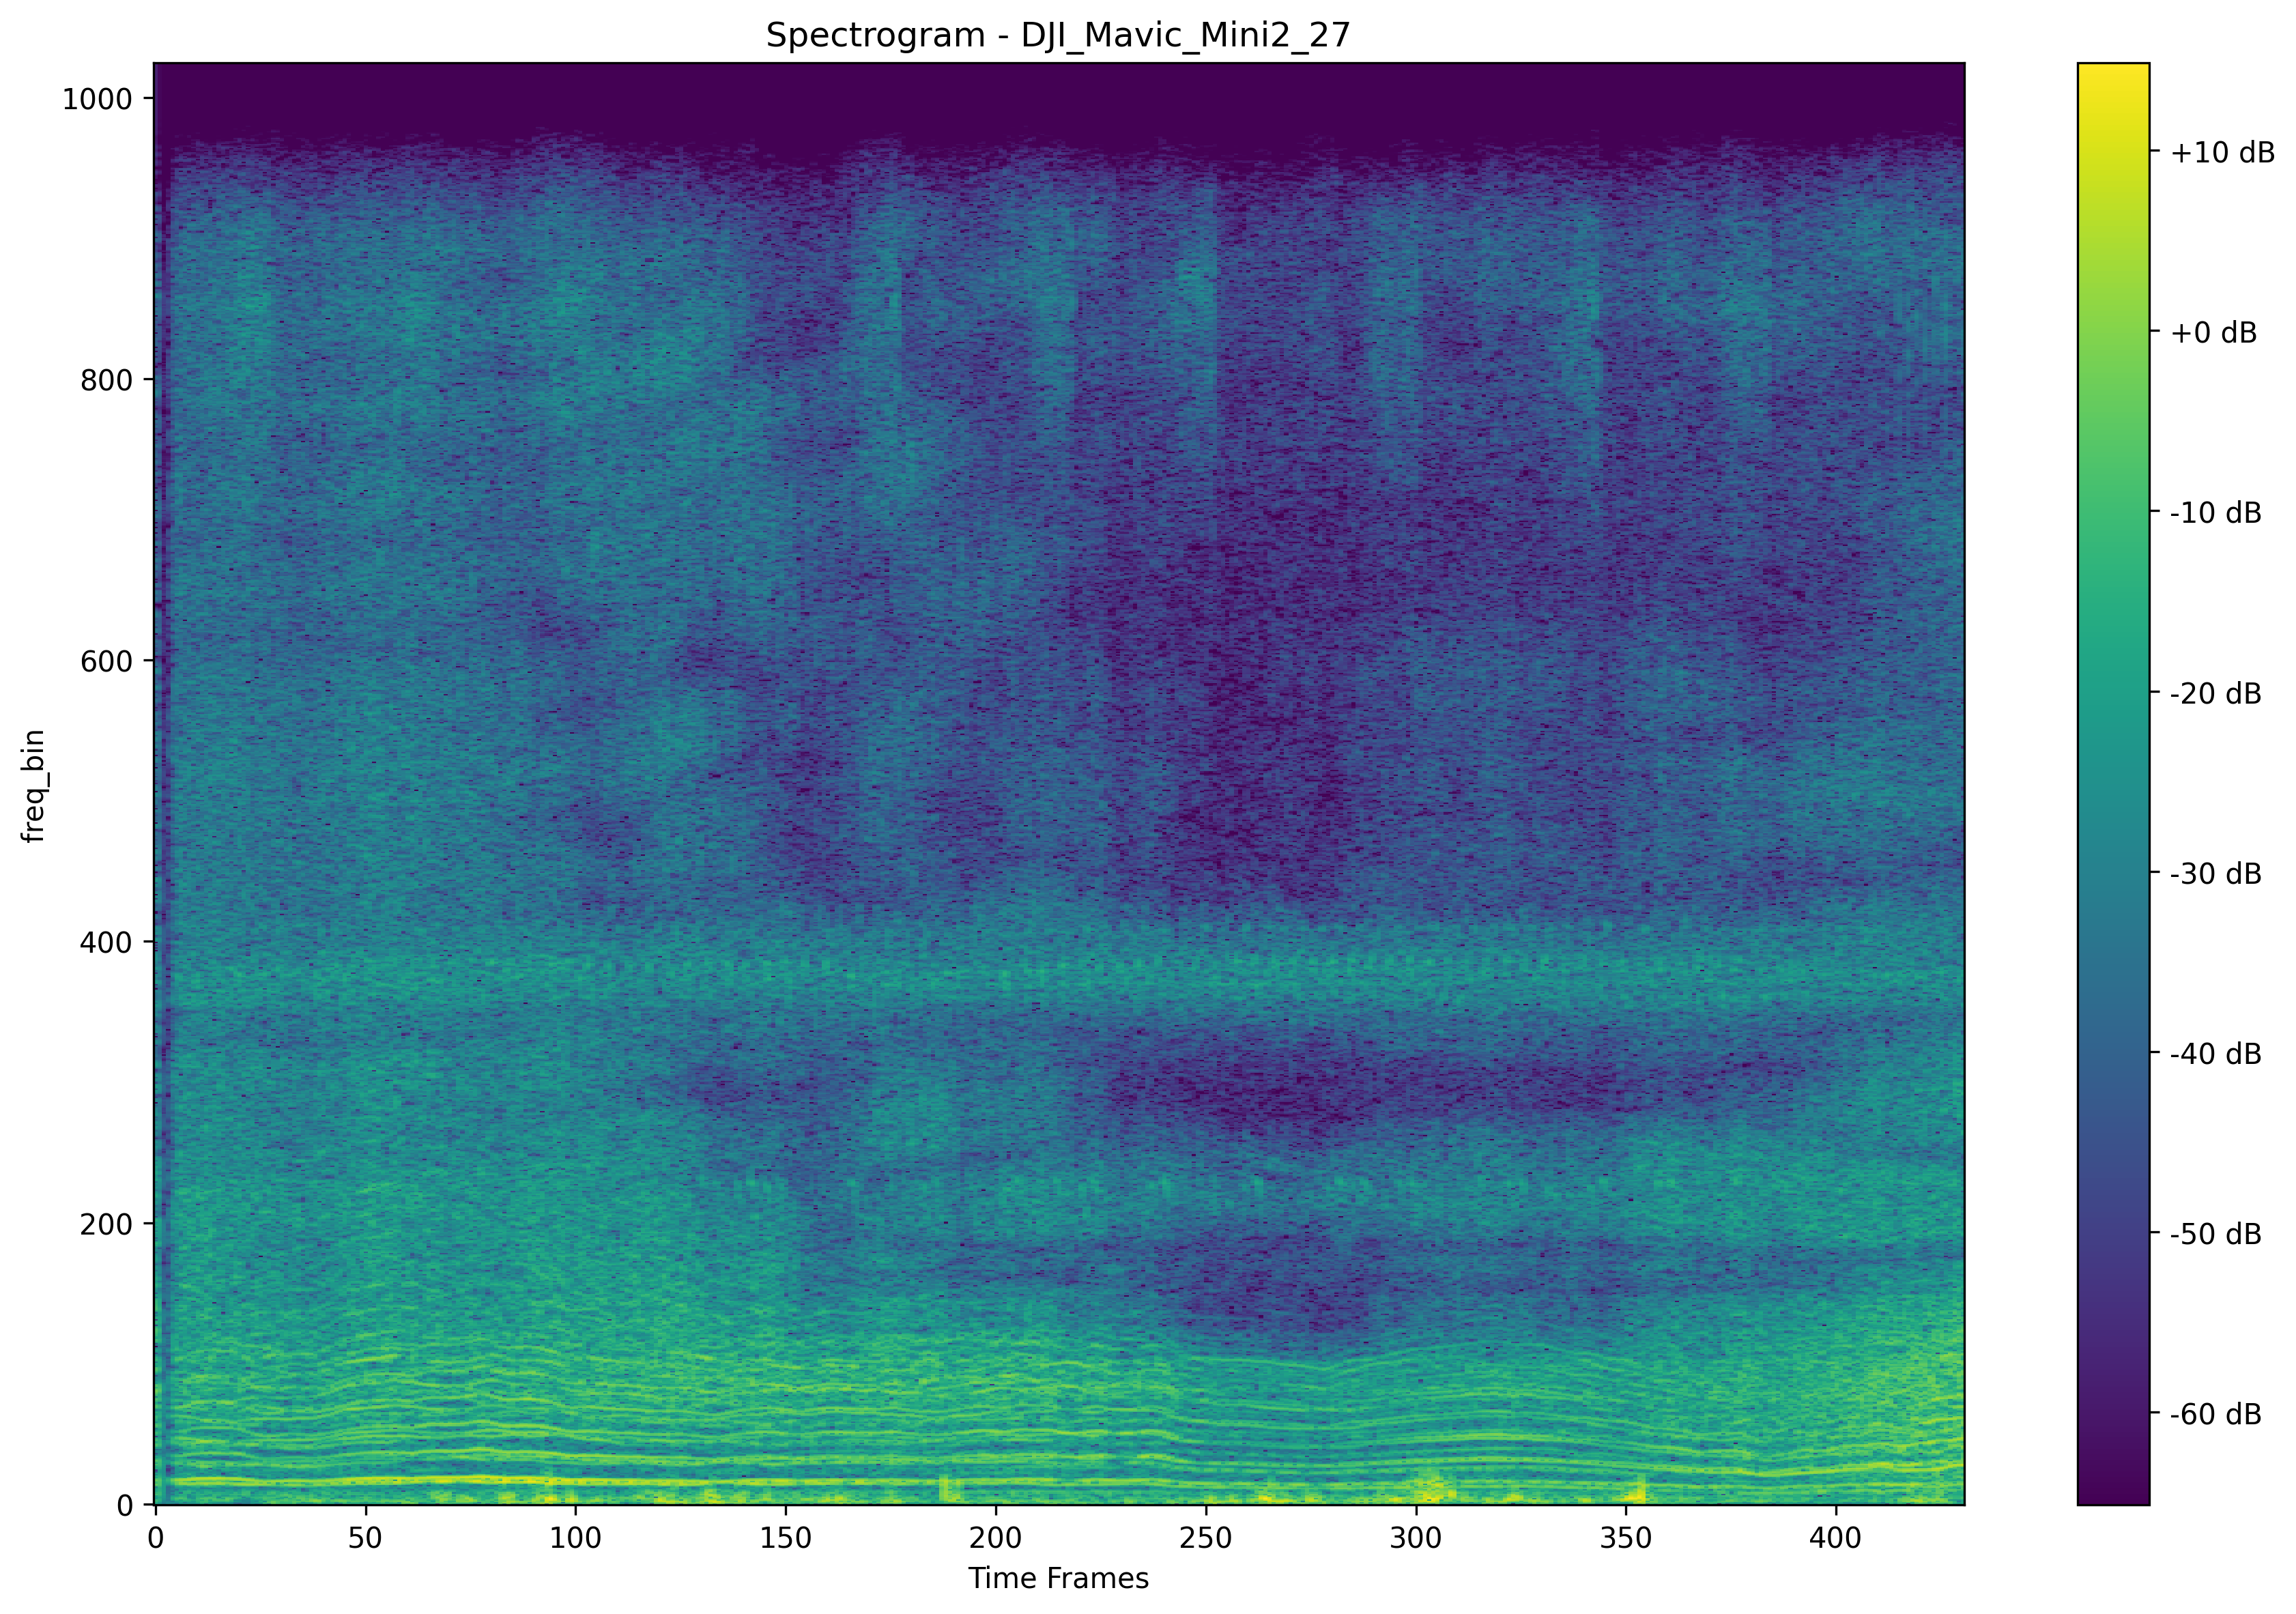 Spectrogram - DJI_Mavic_Mini2_27
1000
800
600
400
200
0
freq_bin
0 50 100 150 200 250 300 350 400
Time Frames
+10 dB
+0 dB
-10 dB
-20 dB
-30 dB
-40 dB
-50 dB
-60 dB